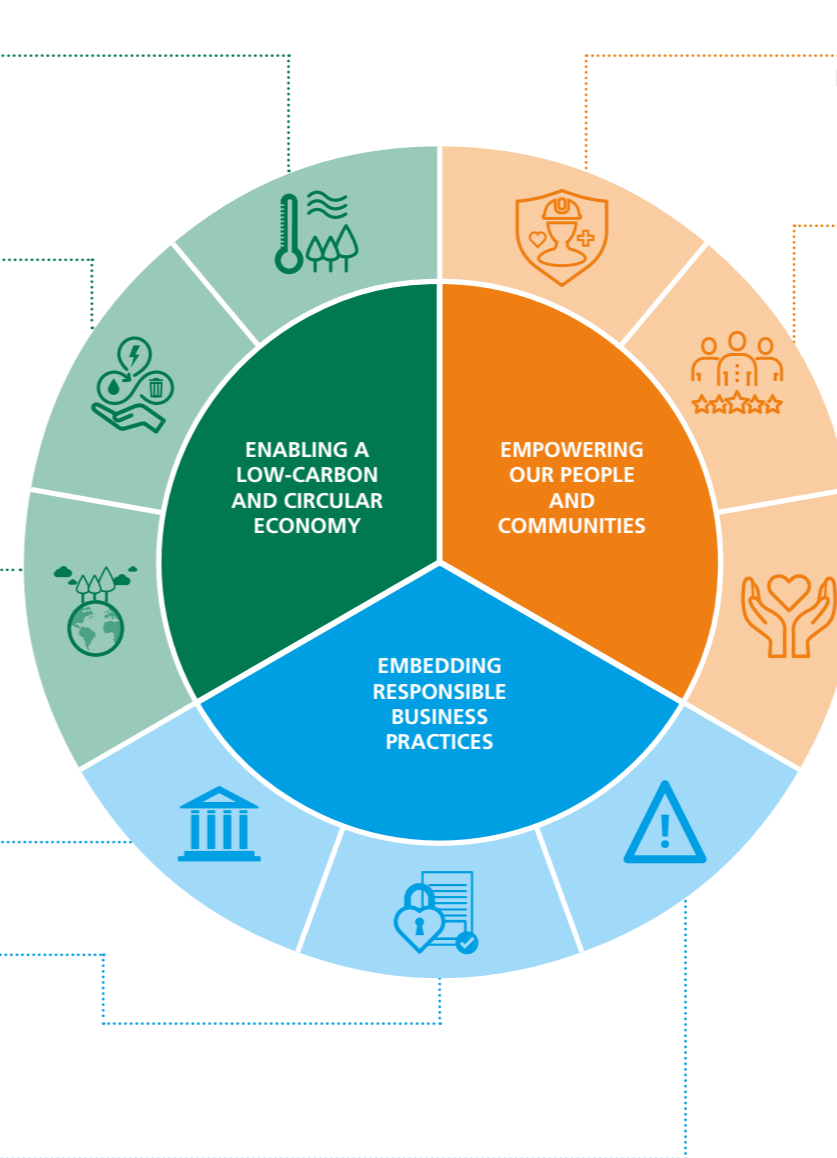 ENABLING A
LOW-CARBON
AND CIRCULAR
ECONOMY
EMPOWERING
OUR PEOPLE
AND
COMMUNITIES
EMBEDDING
RESPONSIBLE
BUSINESS
PRACTICES